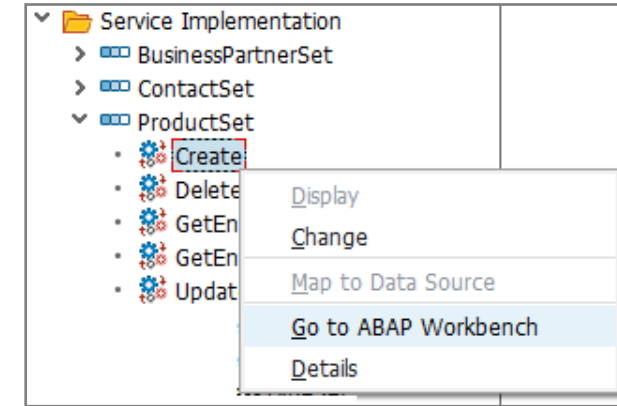 Service Implementation
BusinessPartnerSet
ContactSet
ProductSet
Create
Delete
Display
GetEn
Change
GetEn
Map to Data Source
Updat
Go to ABAP Workbench
Details